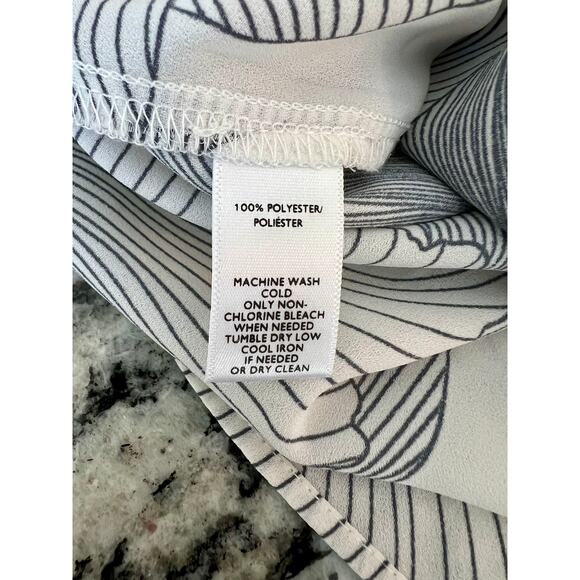 100% POLYESTER/
POLIÉSTER
MACHINE WASH
COLD
ONLY NON-
CHLORINE BLEACH
WHEN NEEDED
TUMBLE DRY LOW
COOL IRON
IF NEEDED
OR DRY CLEAN